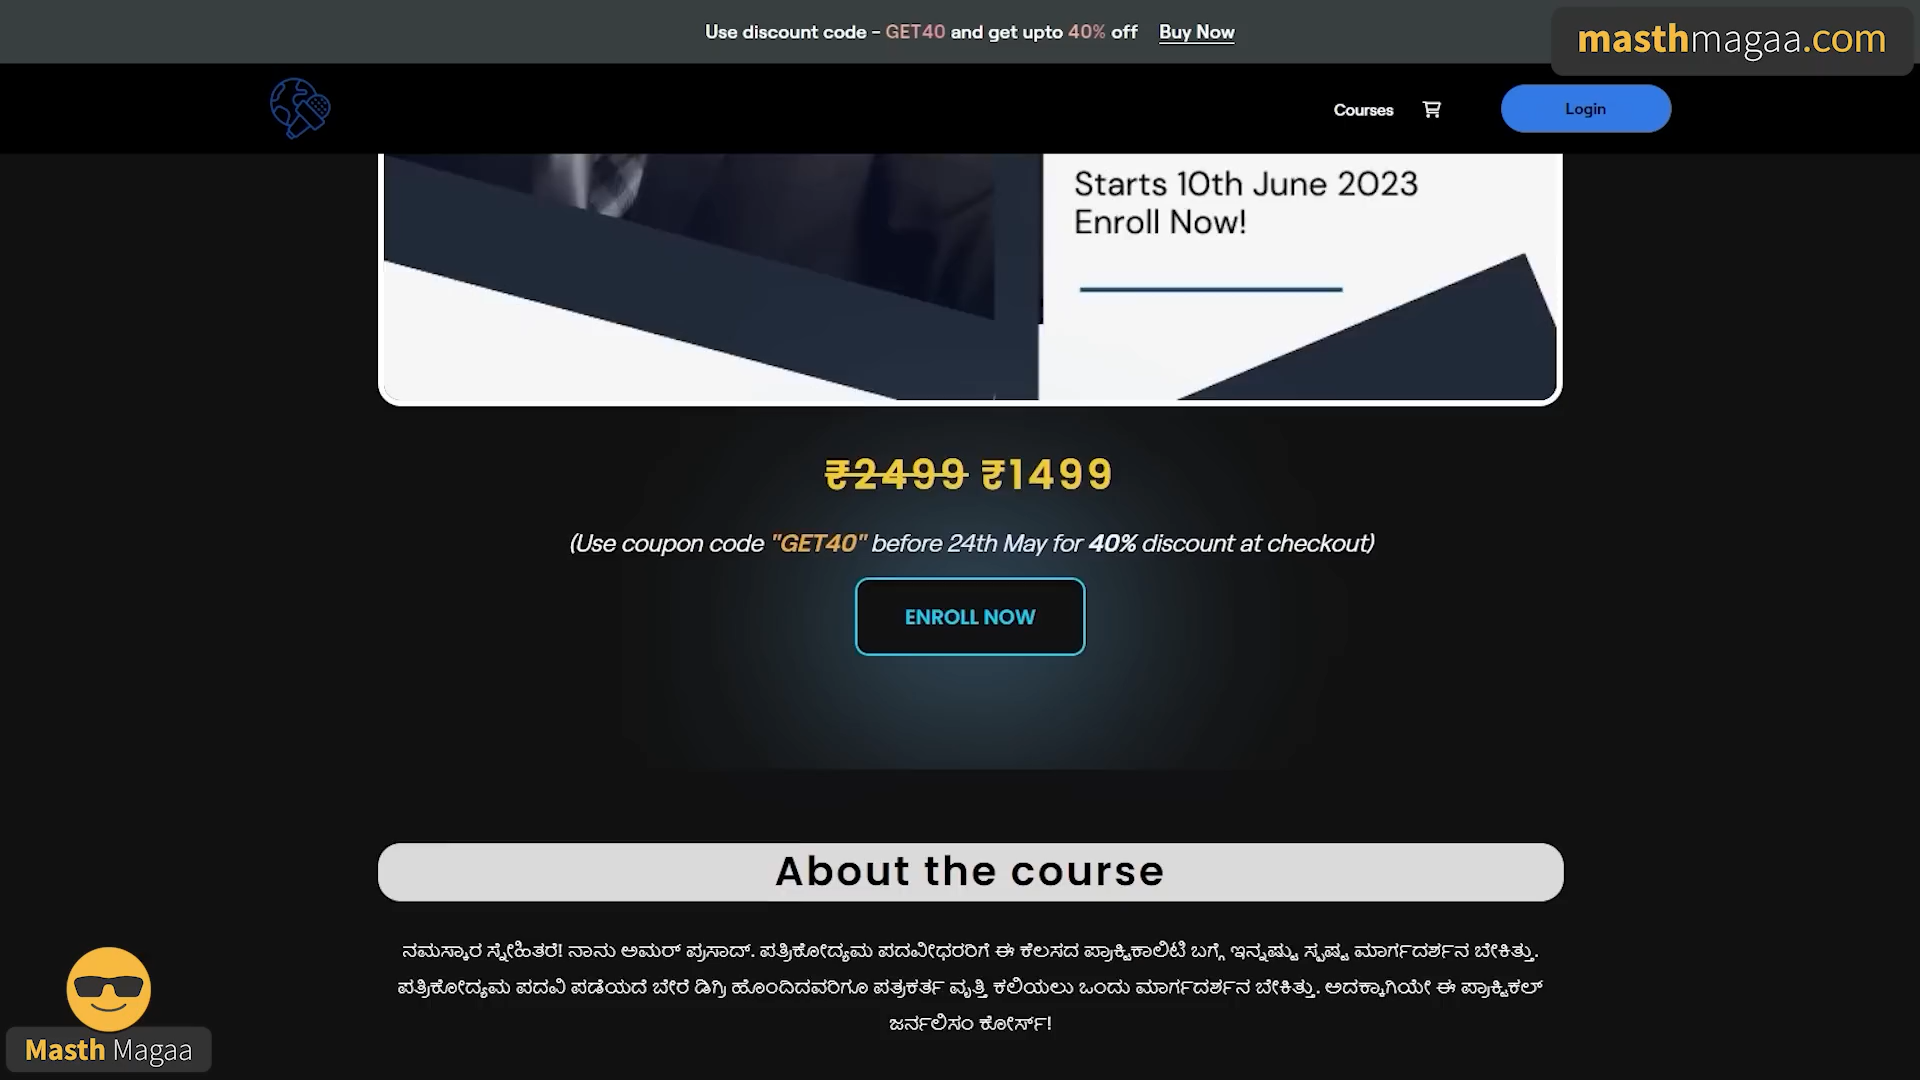 Use discount code - GET40 and get upto 40% off Buy Now
masthmagaa.com
Courses
Login
Starts 10th June 2023
Enroll Now!
₹2499 ₹1499
(Use coupon code "GET40" before 24th May for 40% discount at checkout)
ENROLL NOW
About the course
ನಮಸ್ಕಾರ ಸ್ನೇಹಿತರೆ! ನಾನು ಅಮರ್ ಪ್ರಸಾದ್. ಪತ್ರಿಕೋದ್ಯಮ ಪದವೀಧರರಿಗೆ ಈ ಕೆಲಸದ ಪ್ರಾಕ್ಟಿಕಾಲಿಟಿ ಬಗ್ಗೆ ಇನ್ನಷ್ಟು ಸ್ಪಷ್ಟ ಮಾರ್ಗದರ್ಶನ ಬೇಕಿತ್ತು.
ಪತ್ರಿಕೋದ್ಯಮ ಪದವಿ ಪಡೆಯದೆ ಬೇರೆ ಡಿಗ್ರಿ ಹೊಂದಿದವರಿಗೂ ಪತ್ರಕರ್ತ ವೃತ್ತಿ ಕಲಿಯಲು ಒಂದು ಮಾರ್ಗದರ್ಶನ ಬೇಕಿತ್ತು. ಅದಕ್ಕಾಗಿಯೇ ಈ ಪ್ರಾಕ್ಟಿಕಲ್
ಜರ್ನಲಿಸಂ ಕೋರ್ಸ್!
Masth Magaa